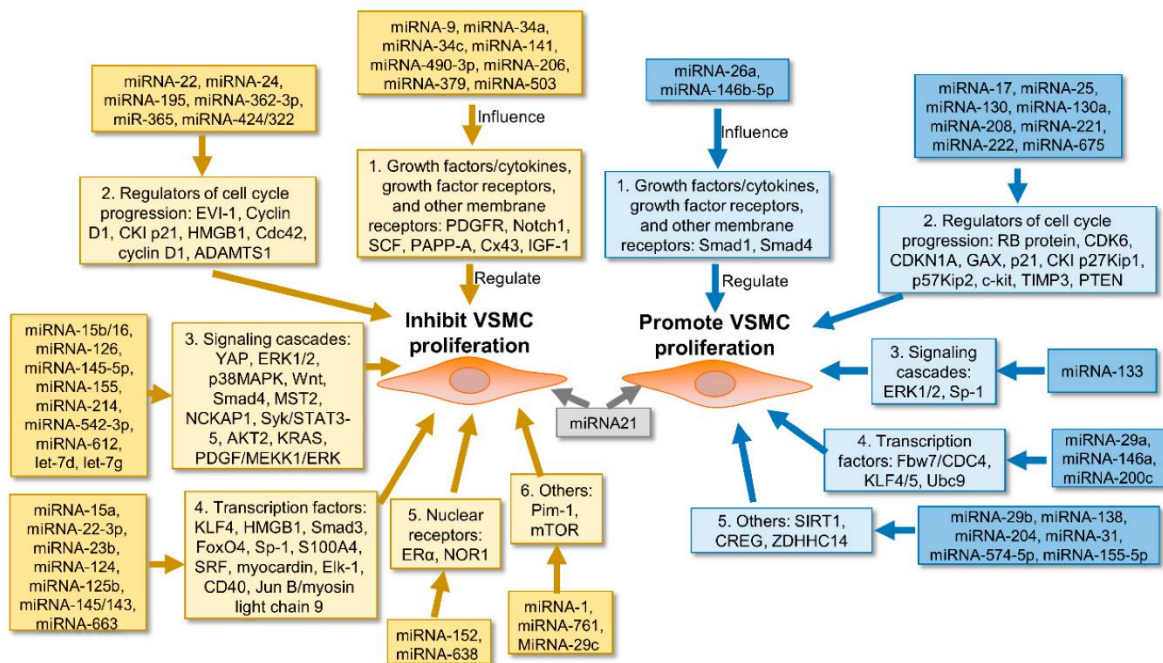 miRNA-9, miRNA-34a,
miRNA-34c, miRNA-141,
miRNA-490-3p, miRNA-206,
miRNA-379, miRNA-503
miRNA-22, miRNA-24,
miRNA-195, miRNA-362-3p,
miR-365, miRNA-424/322
miRNA-26a,
miRNA-146b-5p
miRNA-17, miRNA-25,
miRNA-130, miRNA-130a,
miRNA-208, miRNA-221,
miRNA-222, miRNA-675
Influence
Influence
2. Regulators of cell cycle
progression: EVI-1, Cyclin
D1, CKI p21, HMGB1, Cdc42,
cyclin D1, ADAMTS1
1. Growth factors/cytokines,
growth factor receptors,
and other membrane
receptors: PDGFR, Notch1,
SCF, PAPP-A, Cx43, IGF-1
1. Growth factors/cytokines,
growth factor receptors,
and other membrane
receptors: Smad1, Smad4
2. Regulators of cell cycle
progression: RB protein, CDK6,
CDKN1A, GAX, p21, CKI p27Kip1,
p57Kip2, c-kit, TIMP3, PTEN
Regulate
Regulate
Inhibit VSMC
proliferation
Promote VSMC
proliferation
miRNA-15b/16,
miRNA-126,
miRNA-145-5p,
miRNA-155,
miRNA-214,
miRNA-542-3p,
miRNA-612,
let-7d, let-7g
3. Signaling cascades:
YAP, ERK1/2,
p38MAPK, Wnt,
Smad4, MST2,
NCKAP1, Syk/STAT3-
5, AKT2, KRAS,
PDGF/MEKK1/ERK
miRNA21
3. Signaling
cascades:
ERK1/2, Sp-1
miRNA-133
4. Transcription
factors: Fbw7/CDC4,
KLF4/5, Ubc9
miRNA-29a,
miRNA-146a,
miRNA-200c
miRNA-15a,
miRNA-22-3p,
miRNA-23b,
miRNA-124,
miRNA-125b,
miRNA-145/143,
miRNA-663
4. Transcription factors:
KLF4, HMGB1, Smad3,
FoxO4, Sp-1, S100A4,
SRF, myocardin, Elk-1,
CD40, Jun B/myosin
light chain 9
5. Nuclear
receptors:
ERα, NOR1
6. Others:
Pim-1,
mTOR
5. Others: SIRT1,
CREG, ZDHHC14
miRNA-29b, miRNA-138,
miRNA-204, miRNA-31,
miRNA-574-5p, miRNA-155-5p
miRNA-152,
miRNA-638
miRNA-1,
miRNA-761,
MiRNA-29c